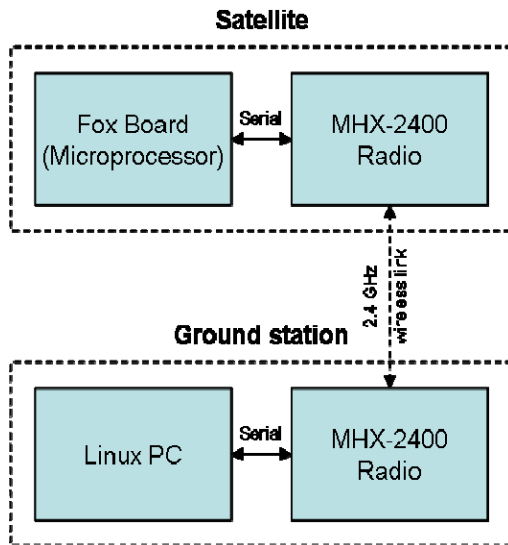 Satellite
Fox Board
(Microprocessor)
Serial
MHX-2400
Radio
2.4 GHz
wireless link
Ground station
Linux PC
Serial
MHX-2400
Radio